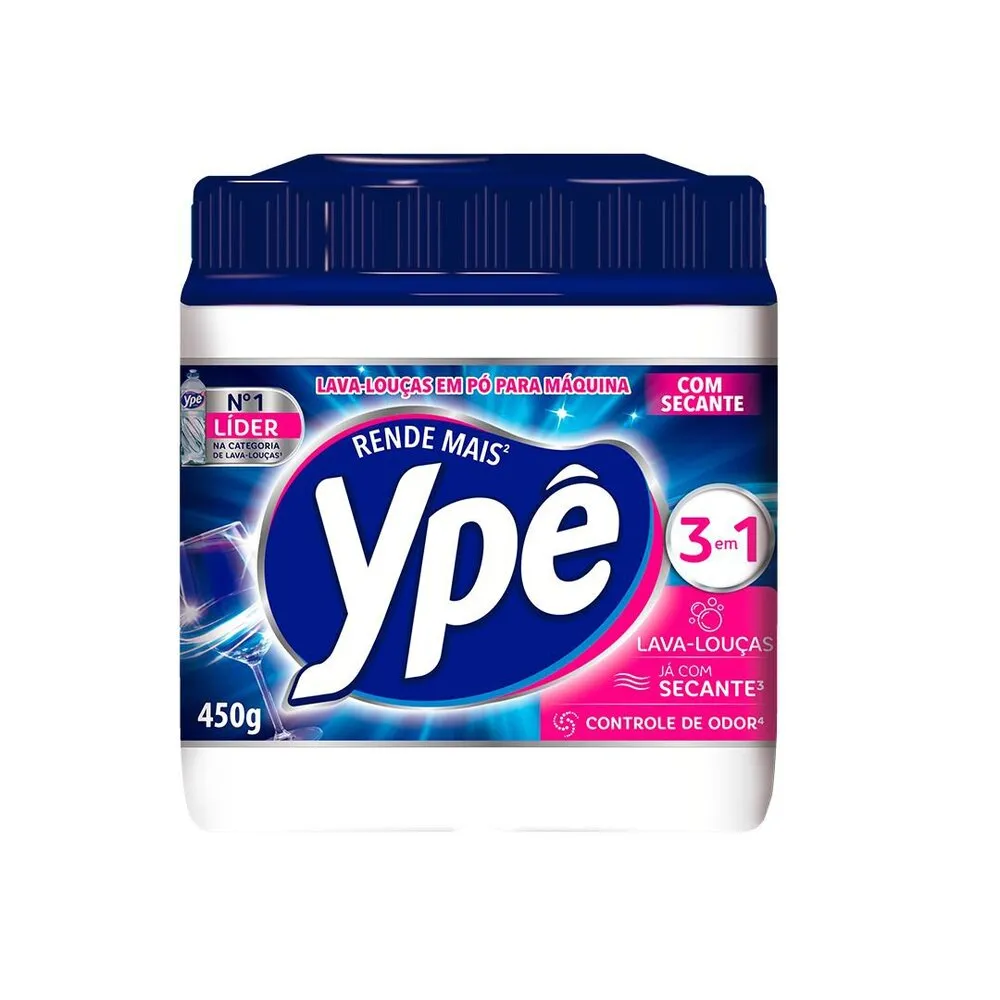 LAVA-LOUÇAS EM PÓ PARA MÁQUINA
COM
SECANTE
Ypê
Nº1
LÍDER
NA CATEGORIA
DE LAVA-LOUÇAS¹
RENDE MAIS²
Ypê
3 em 1
LAVA-LOUÇAS
JÁ COM
SECANTE³
CONTROLE DE ODOR⁴
450g